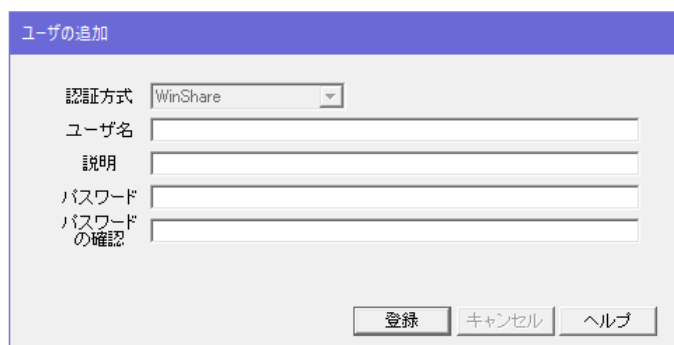 ユーザの追加
認証方式 WinShare
ユーザ名
説明
パスワード
パスワード
の確認
登録 キャンセル ヘルプ